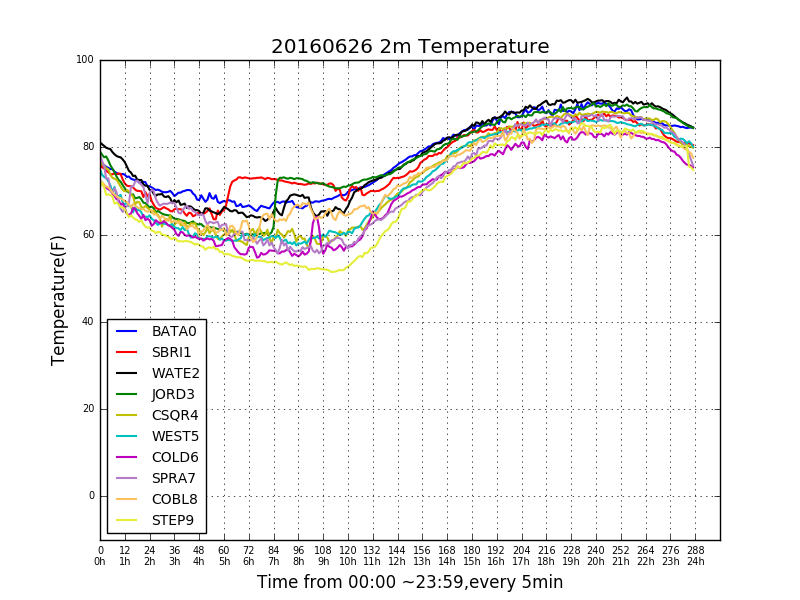 20160626 2m Temperature
100
80
60
40
20
0
Temperature(F)
BATA0
SBRI1
WATE2
JORD3
CSQR4
WEST5
COLD6
SPRA7
COBL8
STEP9
0 12 24 36 48 60 72 84 96 108 120 132 144 156 168 180 192 204 216 228 240 252 264 276 288
0h 1h 2h 3h 4h 5h 6h 7h 8h 9h 10h 11h 12h 13h 14h 15h 16h 17h 18h 19h 20h 21h 22h 23h 24h
Time from 00:00 ~23:59,every 5min